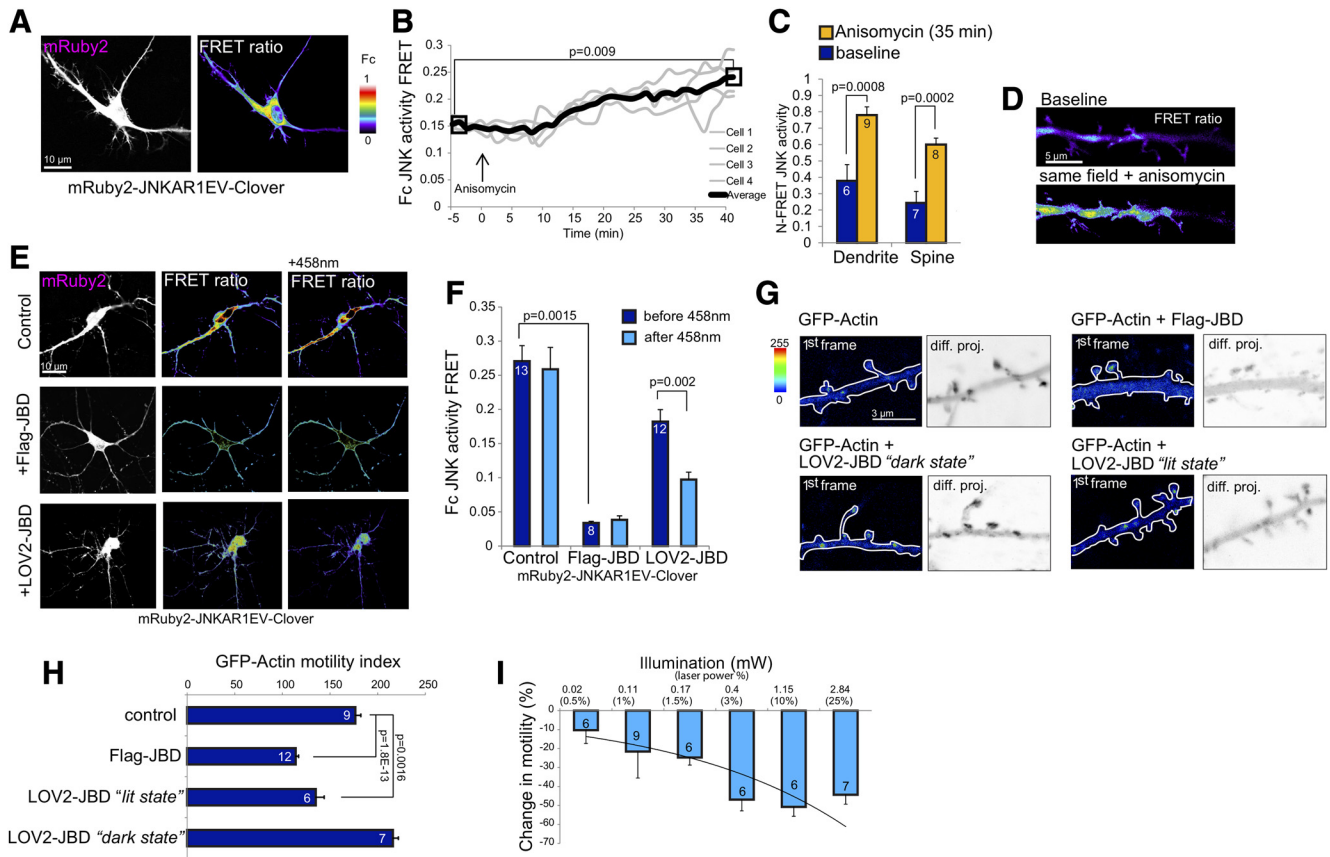 A
mRuby2
FRET ratio
Fc
1
0
10 µm
mRuby2-JNKAR1EV-Clover
B
Fc JNK activity FRET
0.3
0.25
0.2
0.15
0.1
0.05
0
p=0.009
Anisomycin
Cell 1
Cell 2
Cell 3
Cell 4
Average
-5 0 5 10 15 20 25 30 35 40
Time (min)
C
Anisomycin (35 min)
baseline
N-FRET JNK activity
1
0.9
0.8
0.7
0.6
0.5
0.4
0.3
0.2
0.1
0
p=0.0008
p=0.0002
6
9
7
8
Dendrite Spine
D
Baseline
FRET ratio
5 µm
same field + anisomycin
E
+458nm
mRuby2
FRET ratio
FRET ratio
Control
10 µm
+Flag-JBD
+LOV2-JBD
mRuby2-JNKAR1EV-Clover
F
Fc JNK activity FRET
0.35
0.3
0.25
0.2
0.15
0.1
0.05
0
before 458nm
after 458nm
p=0.0015
p=0.002
13
8
12
Control Flag-JBD LOV2-JBD
mRuby2-JNKAR1EV-Clover
G
GFP-Actin
255
0
1st frame
diff. proj.
3 µm
GFP-Actin + Flag-JBD
1st frame
diff. proj.
GFP-Actin +
LOV2-JBD "dark state"
1st frame
diff. proj.
GFP-Actin +
LOV2-JBD "lit state"
1st frame
diff. proj.
H
GFP-Actin motility index
0 50 100 150 200 250
control
9
Flag-JBD
12
LOV2-JBD "lit state"
6
LOV2-JBD "dark state"
7
p=1.8E-13
p=0.0016
I
Illumination (mW)
(laser power %)
0.02 0.11 0.17 0.4 1.15 2.84
(0.5%) (1%) (1.5%) (3%) (10%) (25%)
Change in motility (%)
0
-10
-20
-30
-40
-50
-60
-70
6
9
6
6
6
7